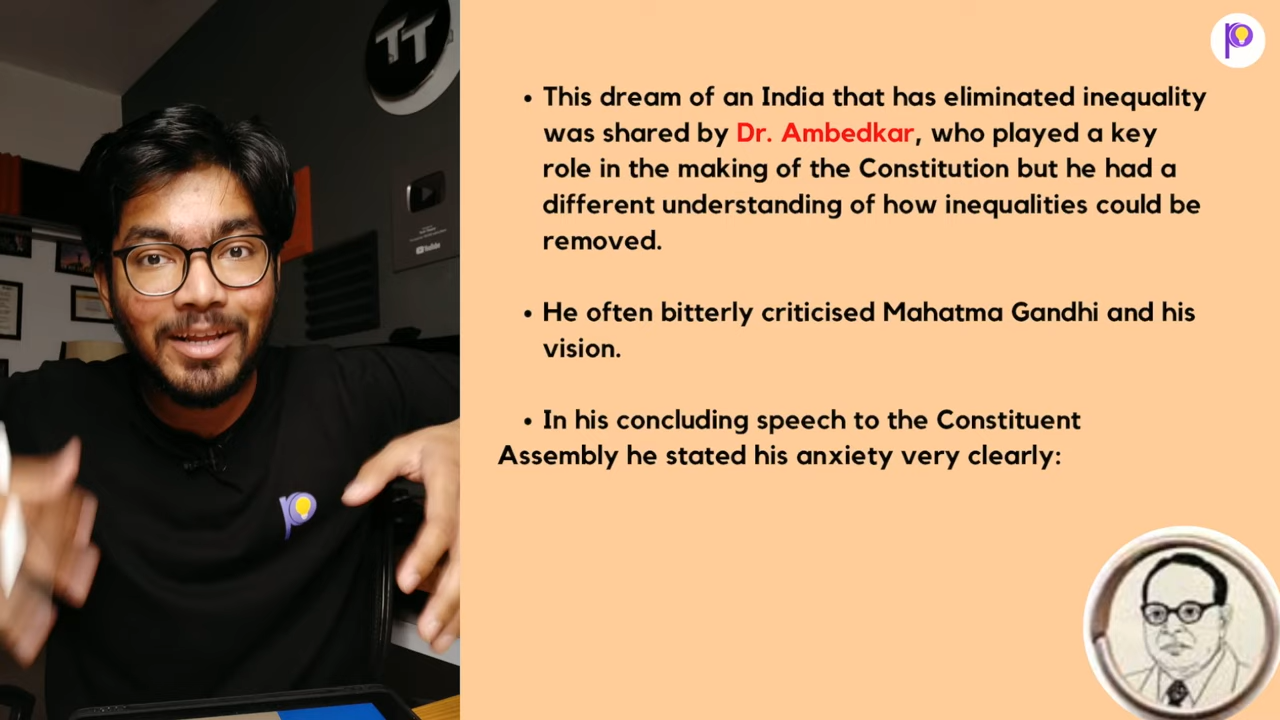 TT
YouTube
• This dream of an India that has eliminated inequality
was shared by Dr. Ambedkar, who played a key
role in the making of the Constitution but he had a
different understanding of how inequalities could be
removed.
• He often bitterly criticised Mahatma Gandhi and his
vision.
• In his concluding speech to the Constituent
Assembly he stated his anxiety very clearly: